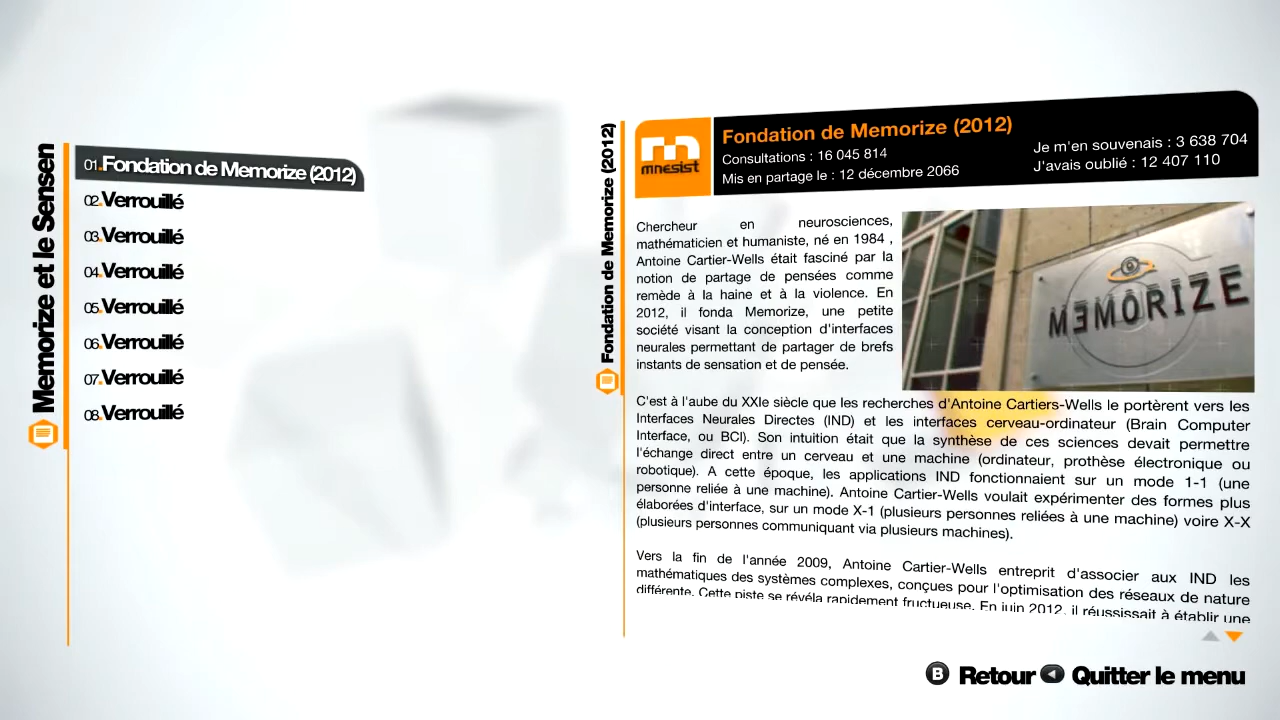 Memorize et le Sensen
01.Fondation de Memorize (2012)
02.Verrouillé
03.Verrouillé
04.Verrouillé
05.Verrouillé
06.Verrouillé
07.Verrouillé
08.Verrouillé
Fondation de Memorize (2012)
mnesist
Fondation de Memorize (2012)
Consultations : 16 045 814
Mis en partage le : 12 décembre 2066
Je m'en souvenais : 3 638 704
J'avais oublié : 12 407 110
Chercheur en neurosciences,
mathématicien et humaniste, né en 1984 ,
Antoine Cartier-Wells était fasciné par la
notion de partage de pensées comme
remède à la haine et à la violence. En
2012, il fonda Memorize, une petite
société visant la conception d'interfaces
neurales permettant de partager de brefs
instants de sensation et de pensée.
MEMORIZE
C'est à l'aube du XXIe siècle que les recherches d'Antoine Cartiers-Wells le portèrent vers les
Interfaces Neurales Directes (IND) et les interfaces cerveau-ordinateur (Brain Computer
Interface, ou BCI). Son intuition était que la synthèse de ces sciences devait permettre
l'échange direct entre un cerveau et une machine (ordinateur, prothèse électronique ou
robotique). A cette époque, les applications IND fonctionnaient sur un mode 1-1 (une
personne reliée à une machine). Antoine Cartier-Wells voulait expérimenter des formes plus
élaborées d'interface, sur un mode X-1 (plusieurs personnes reliées à une machine) voire X-X
(plusieurs personnes communiquant via plusieurs machines).
Vers la fin de l'année 2009, Antoine Cartier-Wells entreprit d'associer aux IND les
mathématiques des systèmes complexes, conçues pour l'optimisation des réseaux de nature
différente. Cette piste se révéla rapidement fructueuse. En juin 2012, il réussissait à établir une
B Retour Quitter le menu